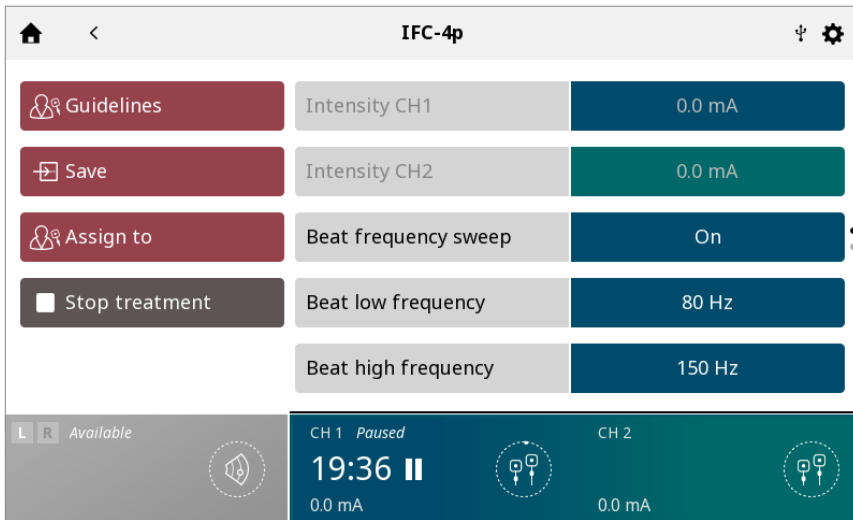 IFC-4p
Guidelines
Intensity CH1 0.0 mA
Save
Intensity CH2 0.0 mA
Assign to
Beat frequency sweep On
Stop treatment
Beat low frequency 80 Hz
Beat high frequency 150 Hz
L R Available
CH 1 Paused
19:36
0.0 mA
CH 2
0.0 mA